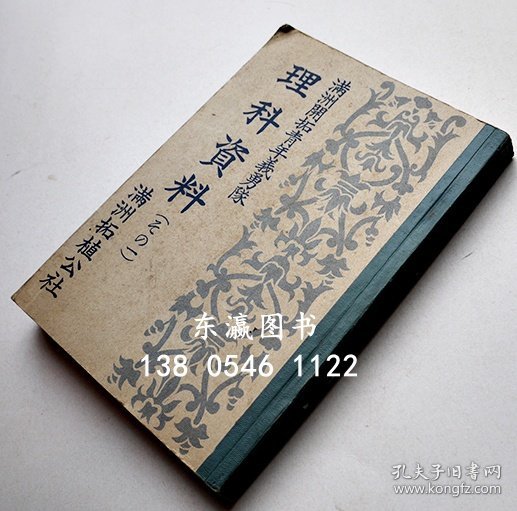 満洲開拓青年義勇隊
理科資料
(その一)
満洲拓植公社
东瀛图书
138 0546 1122
孔夫子旧书网
www.kongfz.com